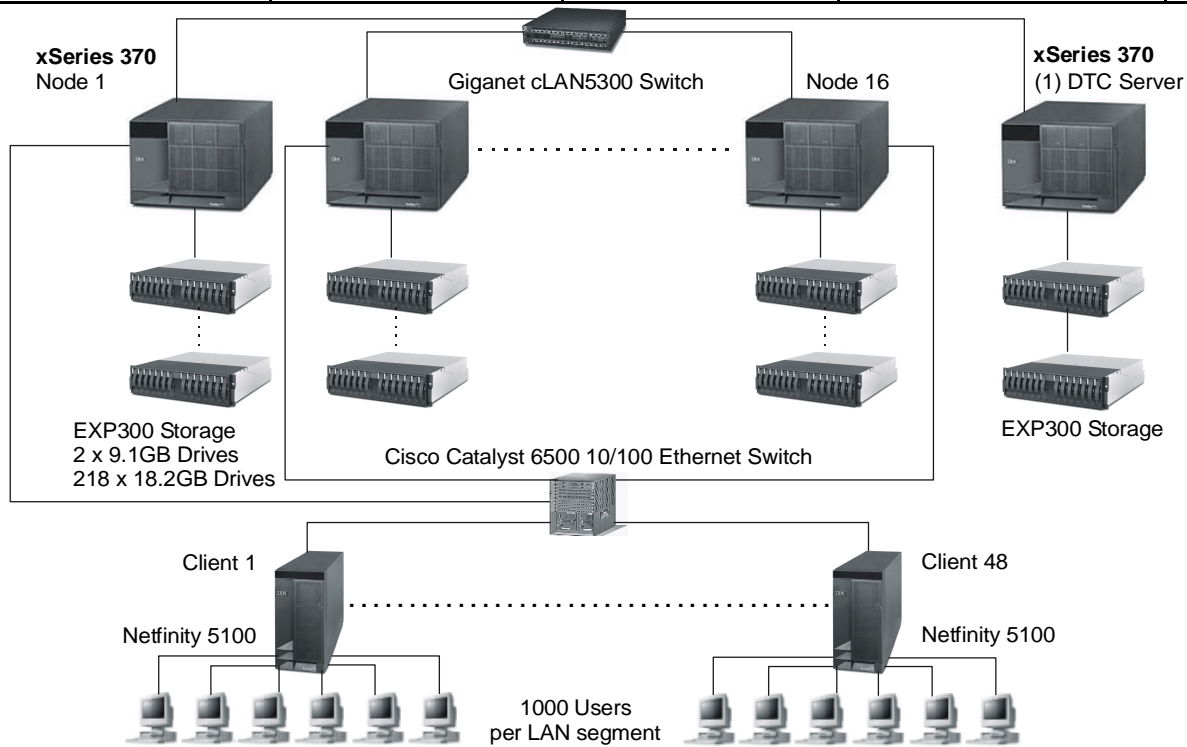 xSeries 370
Node 1
Giganet cLAN5300 Switch
Node 16
xSeries 370
(1) DTC Server
EXP300 Storage
2 x 9.1GB Drives
218 x 18.2GB Drives
EXP300 Storage
Cisco Catalyst 6500 10/100 Ethernet Switch
Client 1
Client 48
Netfinity 5100
Netfinity 5100
1000 Users
per LAN segment